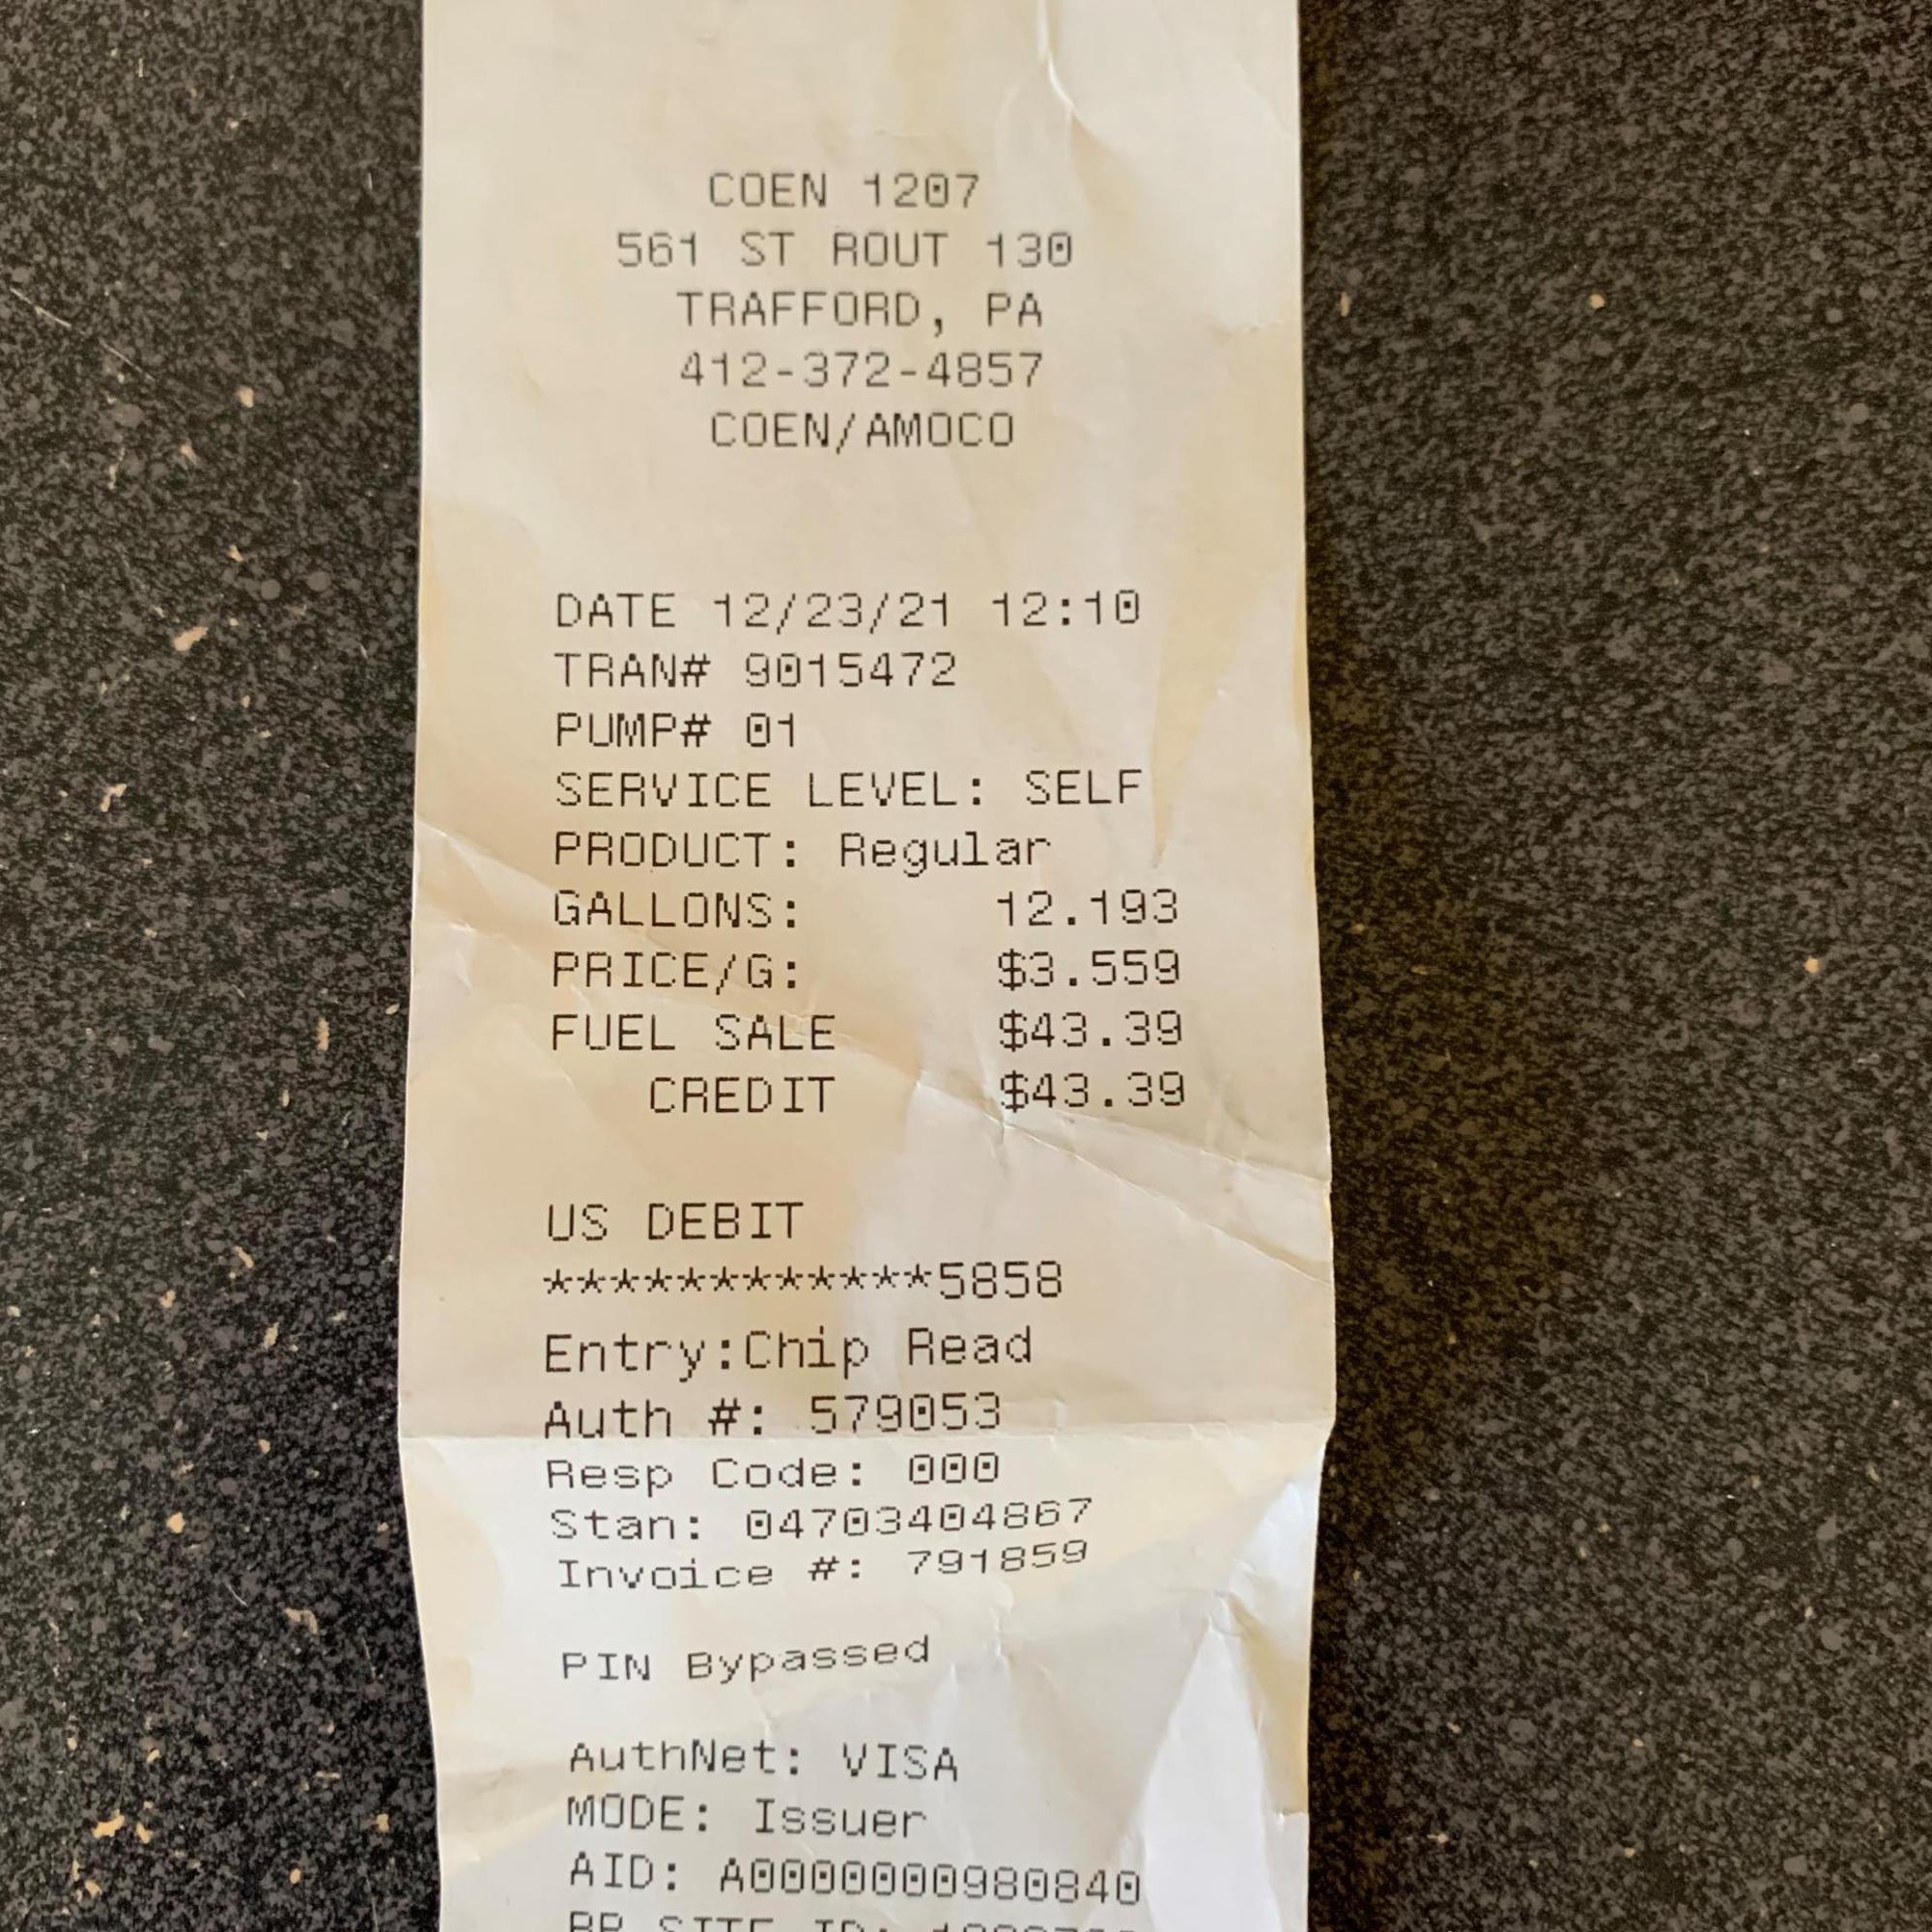 COEN 1207
561 ST ROUT 130
TRAFFORD, PA
412-372-4857
COEN/AMOCO
DATE 12/23/21 12:10
TRAN# 9015472
PUMP# 01
SERVICE LEVEL: SELF
PRODUCT: Regular
GALLONS: 12.193
PRICE/G: $3.559
FUEL SALE $43.39
CREDIT $43.39
US DEBIT
************5858
Entry:Chip Read
Auth #: 579053
Resp Code: 000
Stan: 04703404867
Invoice #: 791859
PIN Bypassed
AuthNet: VISA
MODE: Issuer
AID: A0000000980840
SITE ID: